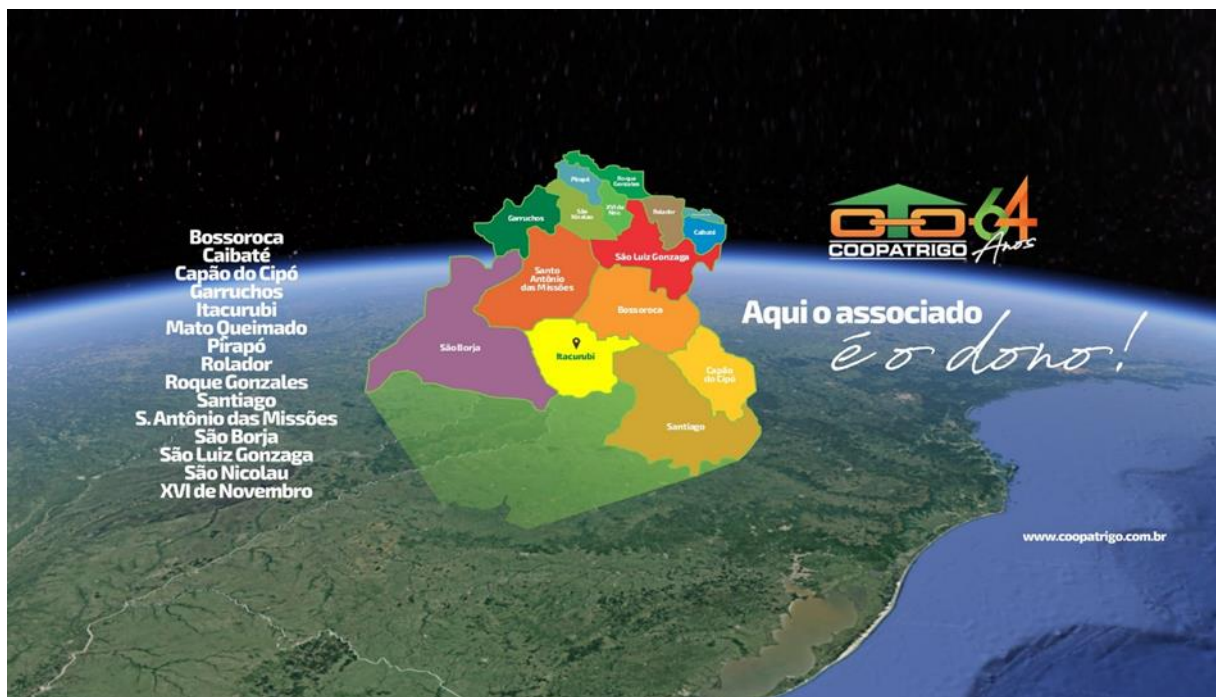 Bossoroca
Caibaté
Capão do Cipó
Garruchos
Itacurubi
Mato Queimado
Pirapó
Rolador
Roque Gonzales
Santiago
S. Antônio das Missões
São Borja
São Luiz Gonzaga
São Nicolau
XVI de Novembro
Roque
Gonzales
Pirapó
Garruchos
São
Nicolau
XVI de
Nov.
Rolador
Caibaté
São Luiz Gonzaga
Santo
Antônio
das Missões
Bossoroca
São Borja
Itacurubi
Capão
do Cipó
Santiago
COOPATRIGO
64
Anos
Aqui o associado
é o dono!
www.coopatrigo.com.br